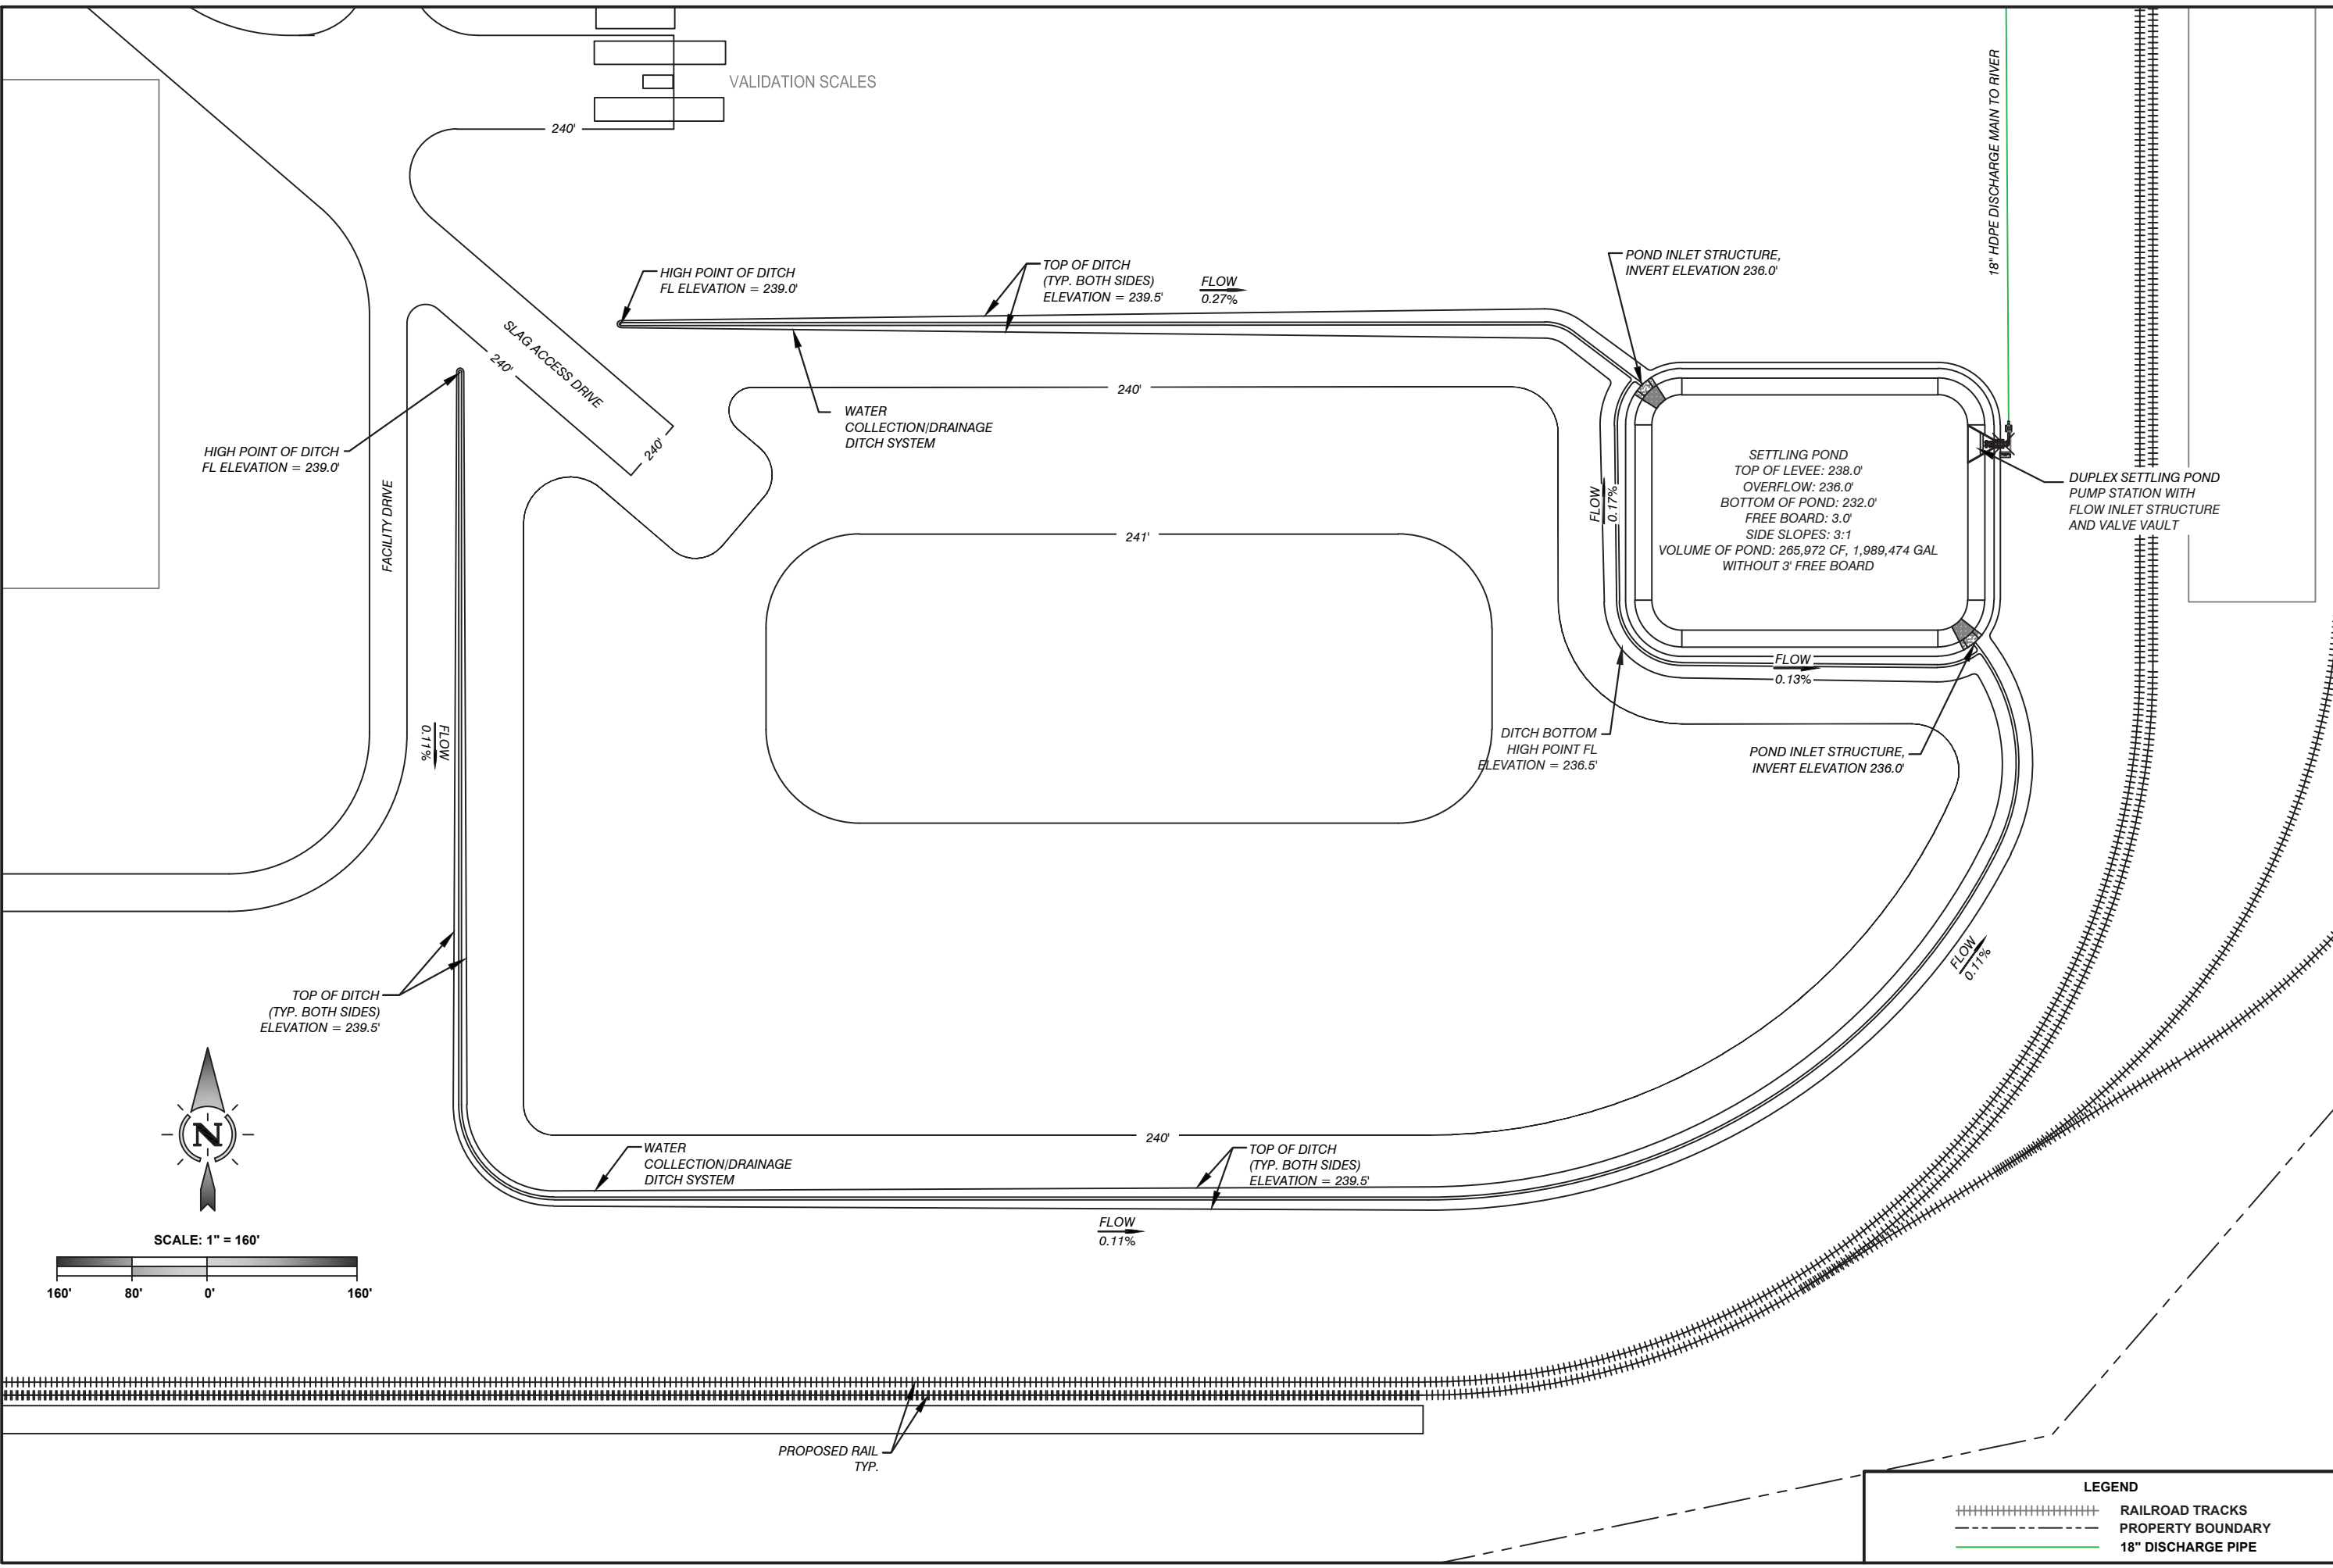 VALIDATION SCALES
240'
18" HDPE DISCHARGE MAIN TO RIVER
HIGH POINT OF DITCH
FL ELEVATION = 239.0'
TOP OF DITCH
(TYP. BOTH SIDES)
ELEVATION = 239.5'
FLOW
0.27%
POND INLET STRUCTURE,
INVERT ELEVATION 236.0'
SLAG ACCESS DRIVE
240'
240'
240'
WATER
COLLECTION/DRAINAGE
DITCH SYSTEM
HIGH POINT OF DITCH
FL ELEVATION = 239.0'
FACILITY DRIVE
241'
FLOW
0.17%
SETTLING POND
TOP OF LEVEE: 238.0'
OVERFLOW: 236.0'
BOTTOM OF POND: 232.0'
FREE BOARD: 3.0'
SIDE SLOPES: 3:1
VOLUME OF POND: 265,972 CF, 1,989,474 GAL
WITHOUT 3' FREE BOARD
DUPLEX SETTLING POND
PUMP STATION WITH
FLOW INLET STRUCTURE
AND VALVE VAULT
FLOW
0.13%
FLOW
0.11%
DITCH BOTTOM
HIGH POINT FL
ELEVATION = 236.5'
POND INLET STRUCTURE,
INVERT ELEVATION 236.0'
FLOW
0.11%
TOP OF DITCH
(TYP. BOTH SIDES)
ELEVATION = 239.5'
N
SCALE: 1" = 160'
160' 80' 0' 160'
WATER
COLLECTION/DRAINAGE
DITCH SYSTEM
240'
TOP OF DITCH
(TYP. BOTH SIDES)
ELEVATION = 239.5'
FLOW
0.11%
PROPOSED RAIL
TYP.
LEGEND
RAILROAD TRACKS
PROPERTY BOUNDARY
18" DISCHARGE PIPE